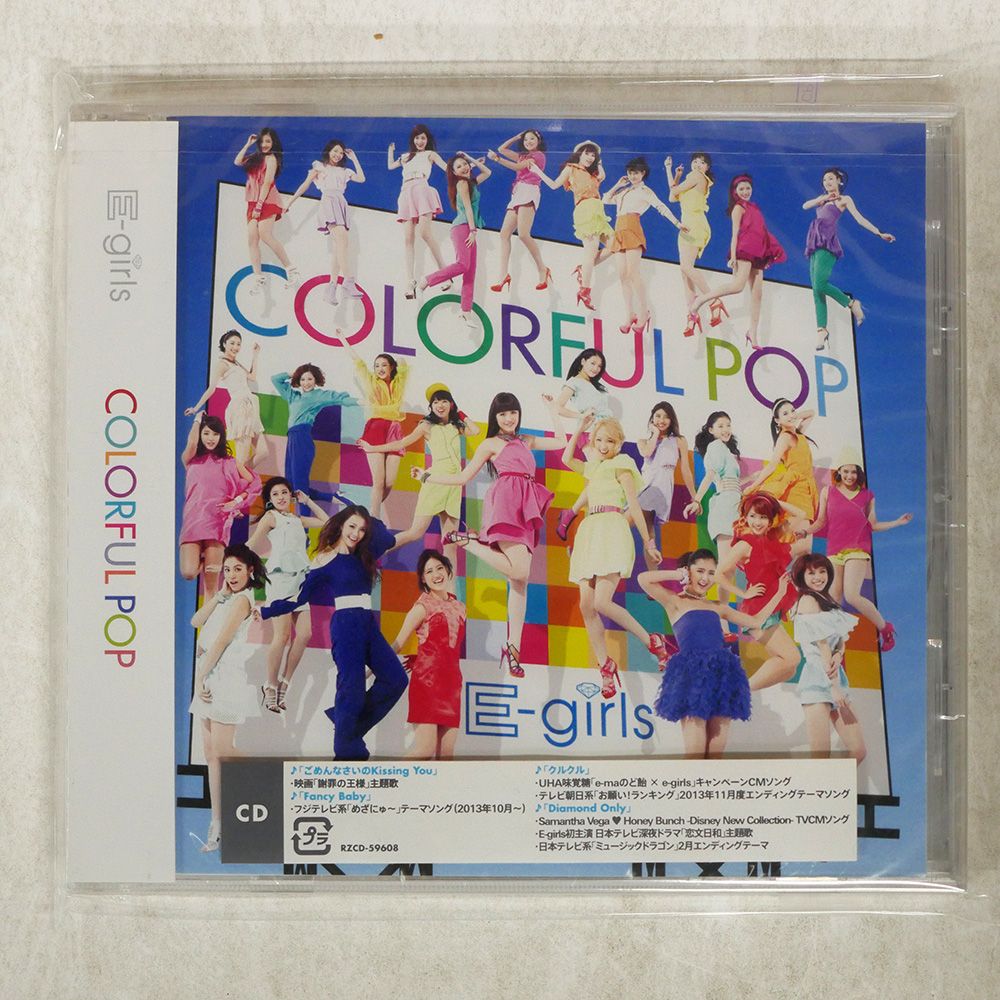 E-girls
COLORFUL POP
COLORFUL POP
E-girls
CD
♪「ごめんなさいのKissing You」
・映画「謝罪の王様」主題歌
♪「Fancy Baby」
・フジテレビ系「めざにゅ〜」テーマソング(2013年10月〜)
プラ
RZCD-59608
♪「クルクル」
・UHA味覚糖「e-maのど飴 × e-girls」キャンペーンCMソング
・テレビ朝日系「お願い!ランキング」2013年11月度エンディングテーマソング
♪「Diamond Only」
・Samantha Vega ♥ Honey Bunch -Disney New Collection- TVCMソング
・E-girls初主演 日本テレビ深夜ドラマ「恋文日和」主題歌
・日本テレビ系「ミュージックドラゴン」2月エンディングテーマ